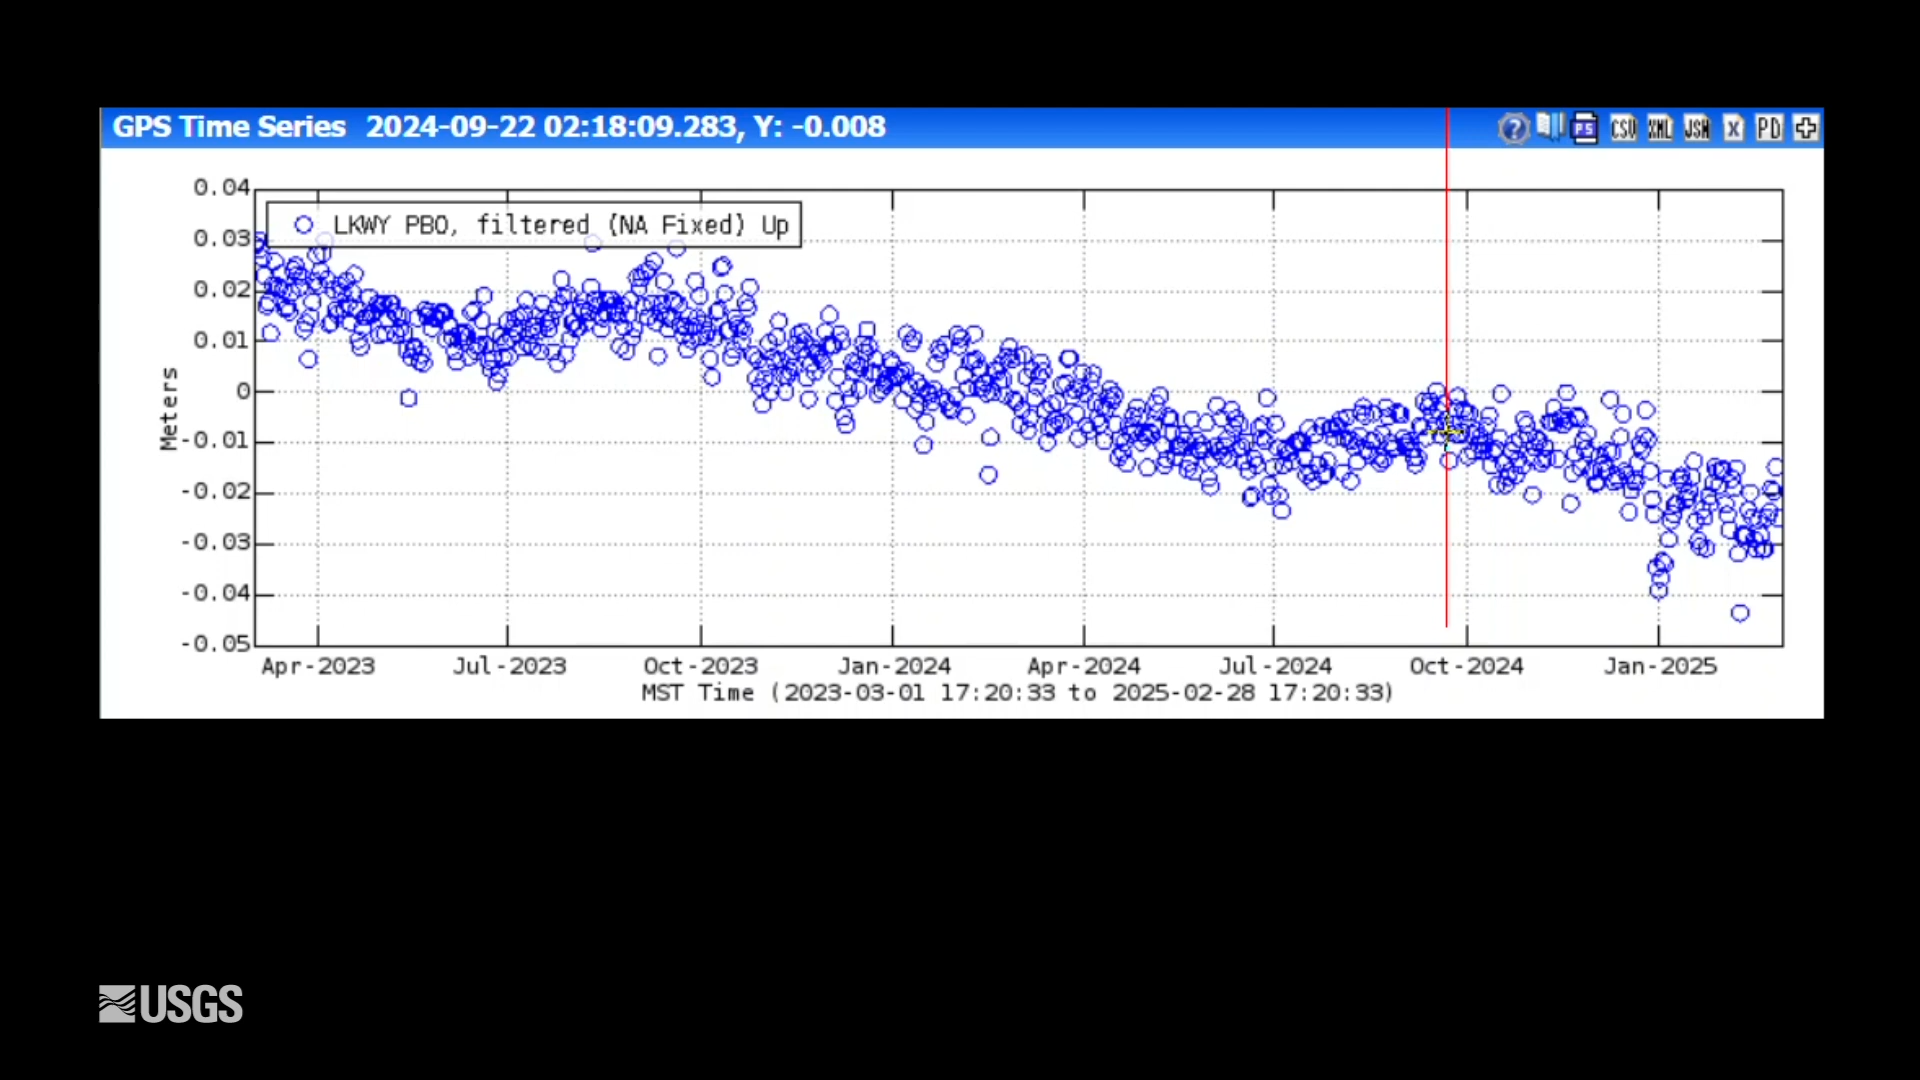 GPS Time Series 2024-09-22 02:18:09.283, Y: -0.008
? PS CSV XML JSN X PD
LKWY PBO, filtered (NA Fixed) Up
0.04
0.03
0.02
0.01
0
-0.01
-0.02
-0.03
-0.04
-0.05
Meters
Apr-2023 Jul-2023 Oct-2023 Jan-2024 Apr-2024 Jul-2024 Oct-2024 Jan-2025
MST Time (2023-03-01 17:20:33 to 2025-02-28 17:20:33)
USGS